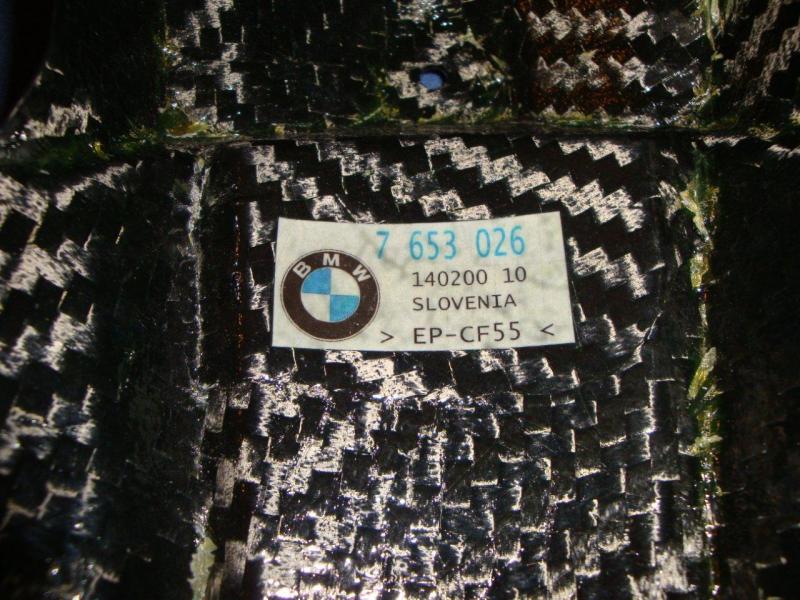 7 653 026
BMW
140200 10
SLOVENIA
> EP-CF55 <